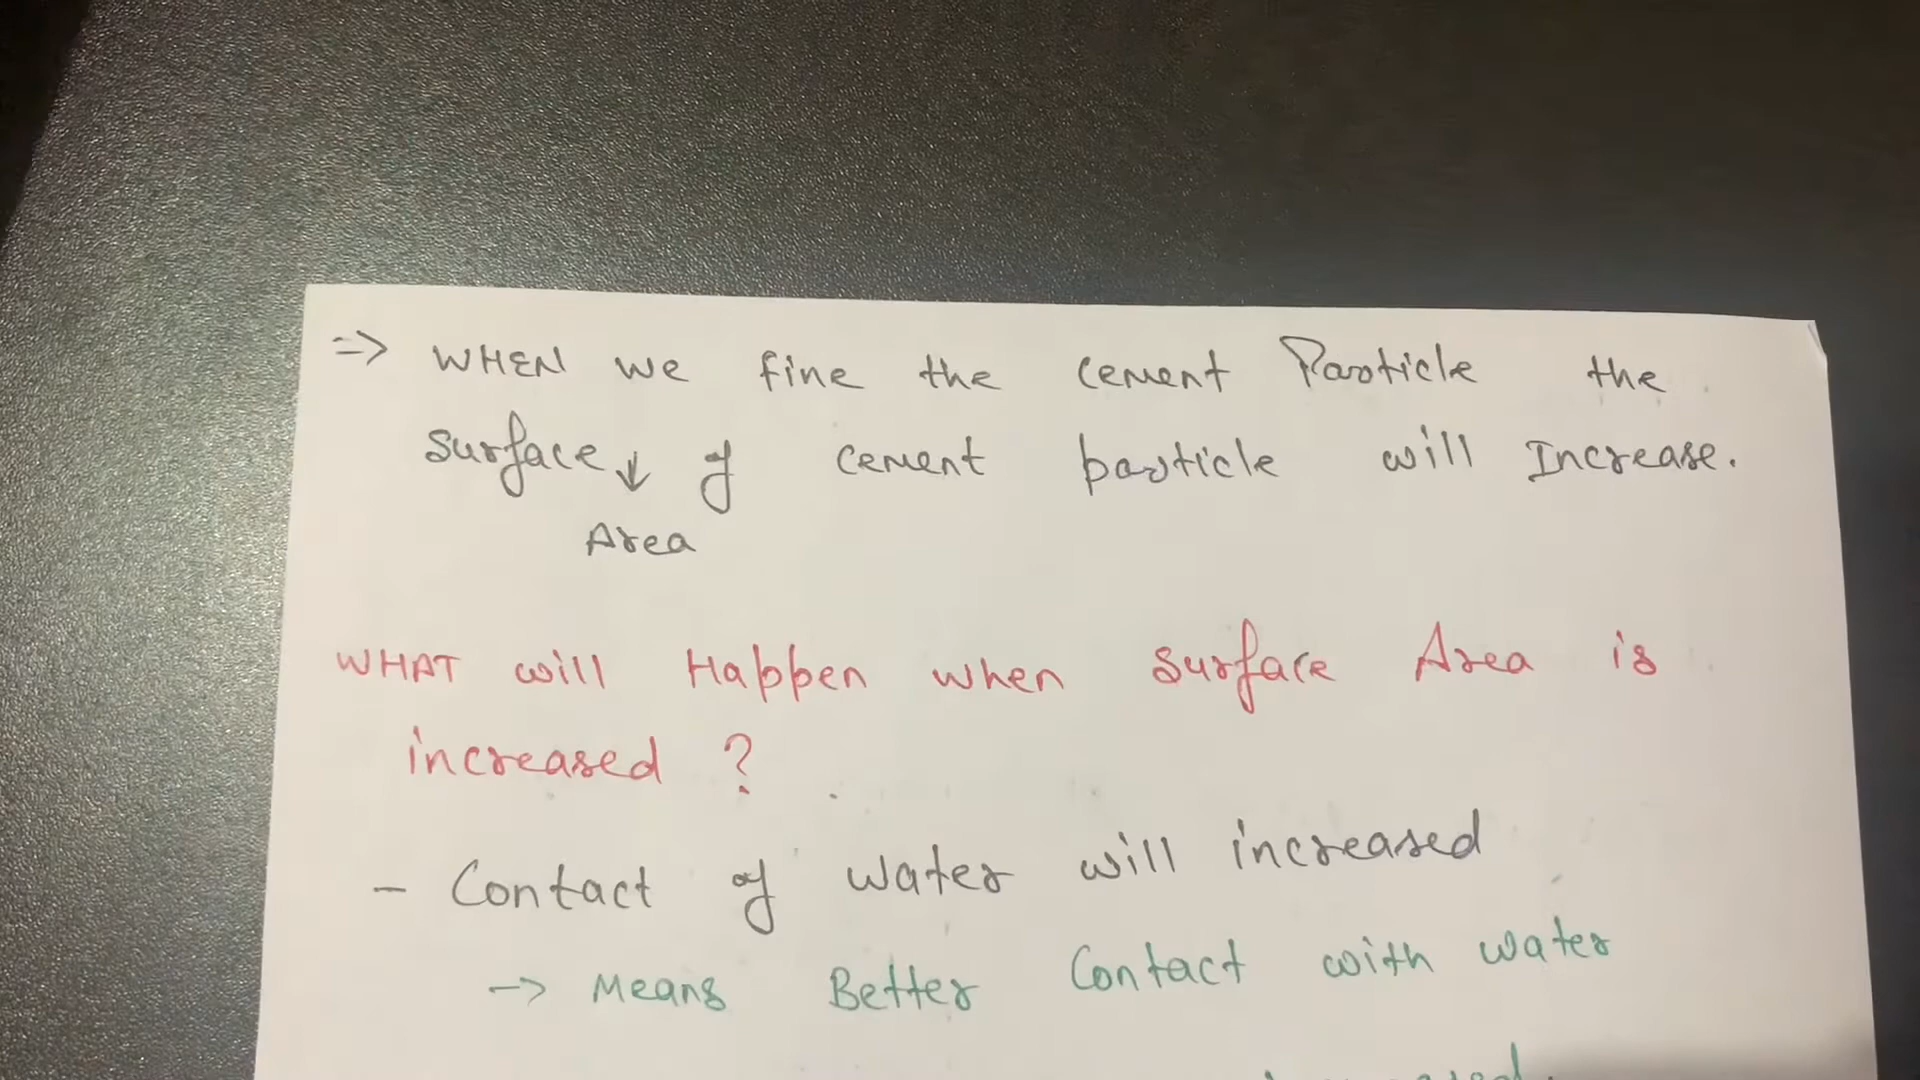 => WHEN we fine the cement Particle the
surface↓ of cement particle will Increase.
Area
WHAT will Happen when surface Area is
increased ?
- Contact of water will increased
-> Means Better Contact with water